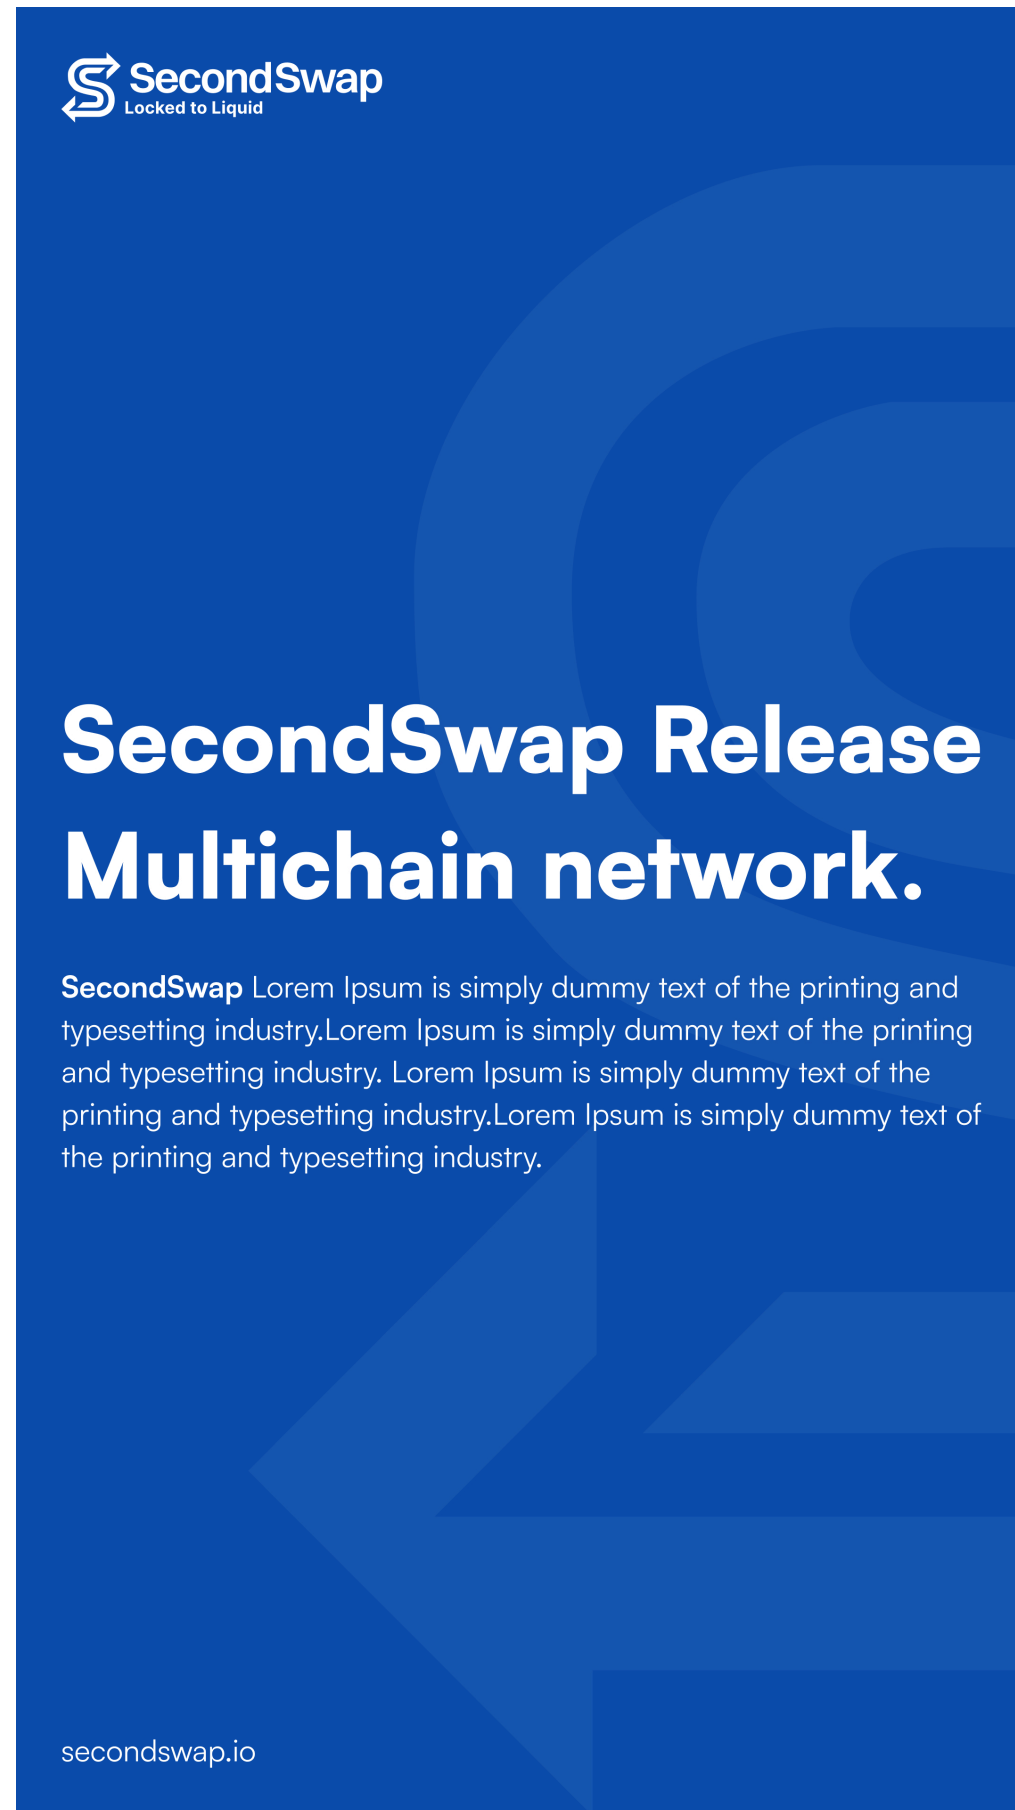 SecondSwap
Locked to Liquid
SecondSwap Release
Multichain network.
SecondSwap Lorem Ipsum is simply dummy text of the printing and
typesetting industry.Lorem Ipsum is simply dummy text of the printing
and typesetting industry. Lorem Ipsum is simply dummy text of the
printing and typesetting industry.Lorem Ipsum is simply dummy text of
the printing and typesetting industry.
secondswap.io